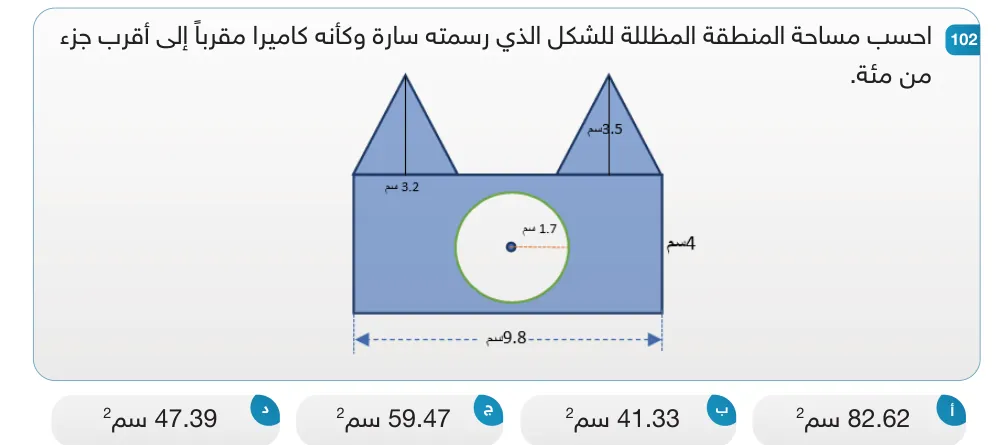 102 احسب مساحة المنطقة المظللة للشكل الذي رسمته سارة وكأنه كاميرا مقرباً إلى أقرب جزء
من مئة.
3.5سم
3.2 سم
1.7 سم
4سم
9.8سم
أ 82.62 سم²
ب 41.33 سم²
ج 59.47 سم²
د 47.39 سم²